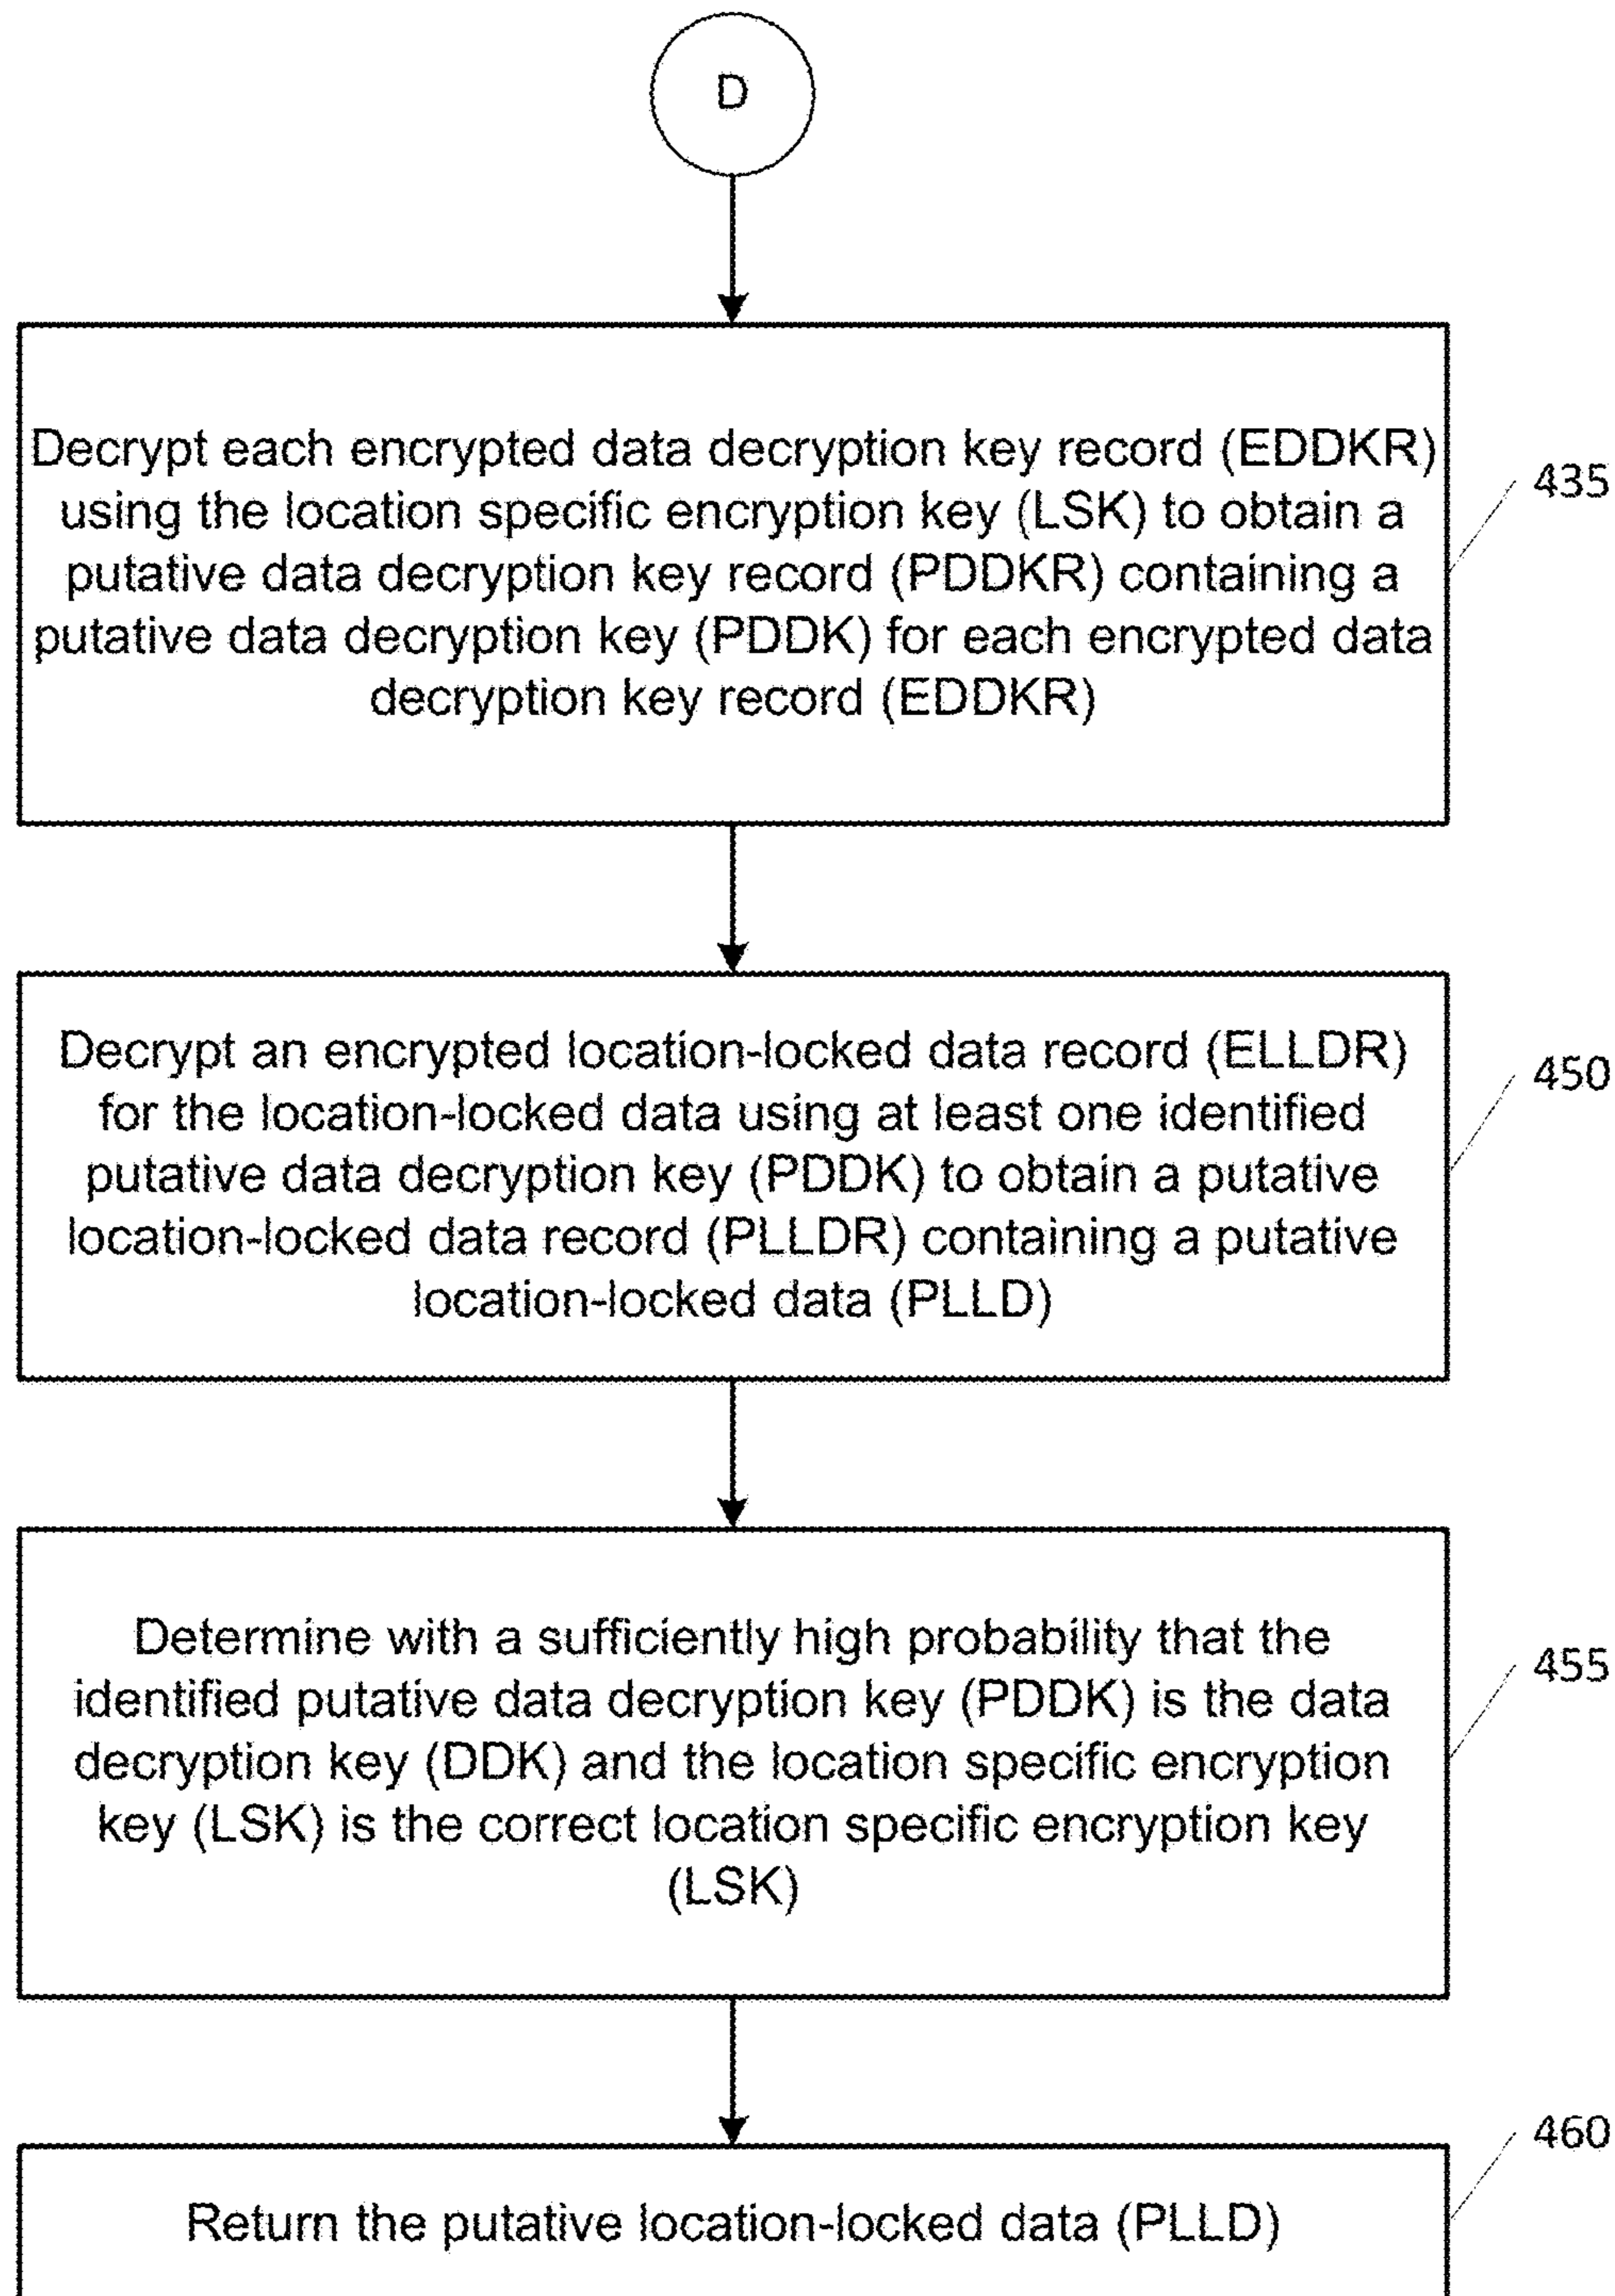 D
Decrypt each encrypted data decryption key record (EDDKR)
using the location specific encryption key (LSK) to obtain a
putative data decryption key record (PDDKR) containing a
putative data decryption key (PDDK) for each encrypted data
decryption key record (EDDKR)
435
Decrypt an encrypted location-locked data record (ELLDR)
for the location-locked data using at least one identified
putative data decryption key (PDDK) to obtain a putative
location-locked data record (PLLDR) containing a putative
location-locked data (PLLD)
450
Determine with a sufficiently high probability that the
identified putative data decryption key (PDDK) is the data
decryption key (DDK) and the location specific encryption
key (LSK) is the correct location specific encryption key
(LSK)
455
Return the putative location-locked data (PLLD)
460